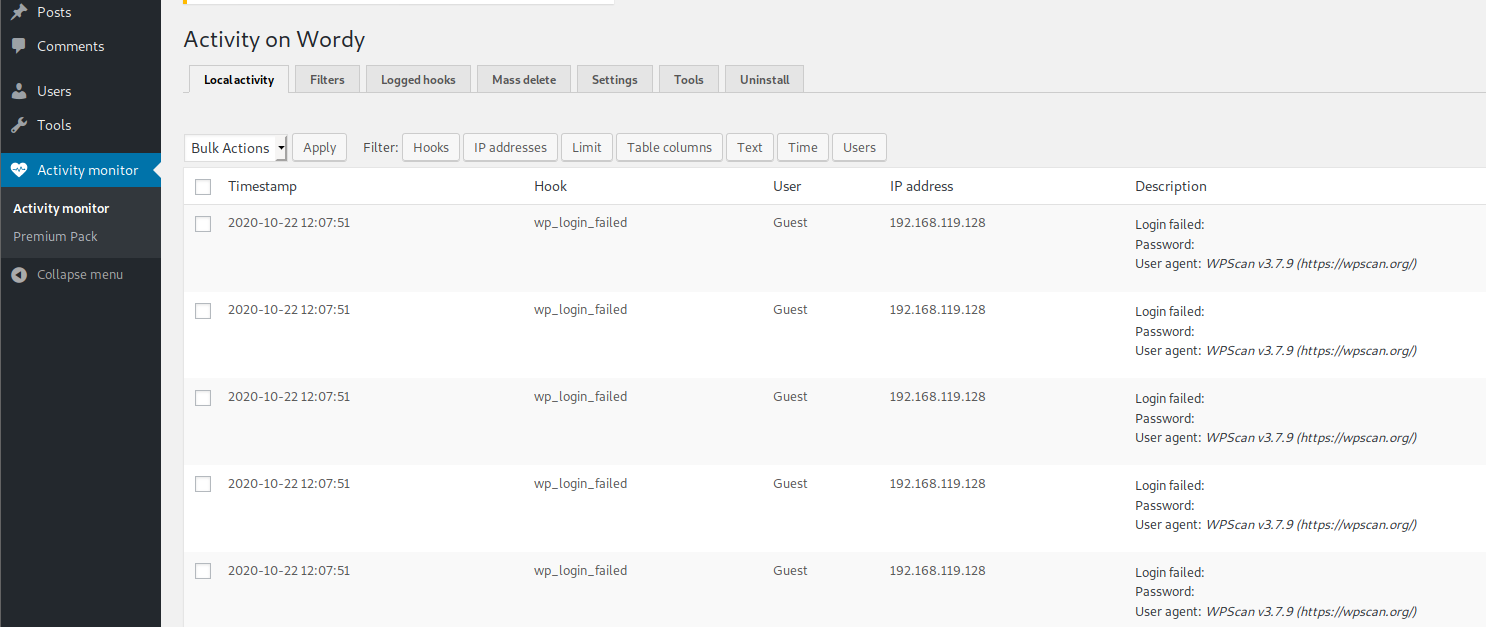 Posts
Comments
Users
Tools
Activity monitor
Activity monitor
Premium Pack
Collapse menu
Activity on Wordy
Local activity Filters Logged hooks Mass delete Settings Tools Uninstall
Bulk Actions Apply Filter: Hooks IP addresses Limit Table columns Text Time Users
Timestamp Hook User IP address Description
2020-10-22 12:07:51 wp_login_failed Guest 192.168.119.128 Login failed:
Password:
User agent: WPScan v3.7.9 (https://wpscan.org/)
2020-10-22 12:07:51 wp_login_failed Guest 192.168.119.128 Login failed:
Password:
User agent: WPScan v3.7.9 (https://wpscan.org/)
2020-10-22 12:07:51 wp_login_failed Guest 192.168.119.128 Login failed:
Password:
User agent: WPScan v3.7.9 (https://wpscan.org/)
2020-10-22 12:07:51 wp_login_failed Guest 192.168.119.128 Login failed:
Password:
User agent: WPScan v3.7.9 (https://wpscan.org/)
2020-10-22 12:07:51 wp_login_failed Guest 192.168.119.128 Login failed:
Password:
User agent: WPScan v3.7.9 (https://wpscan.org/)